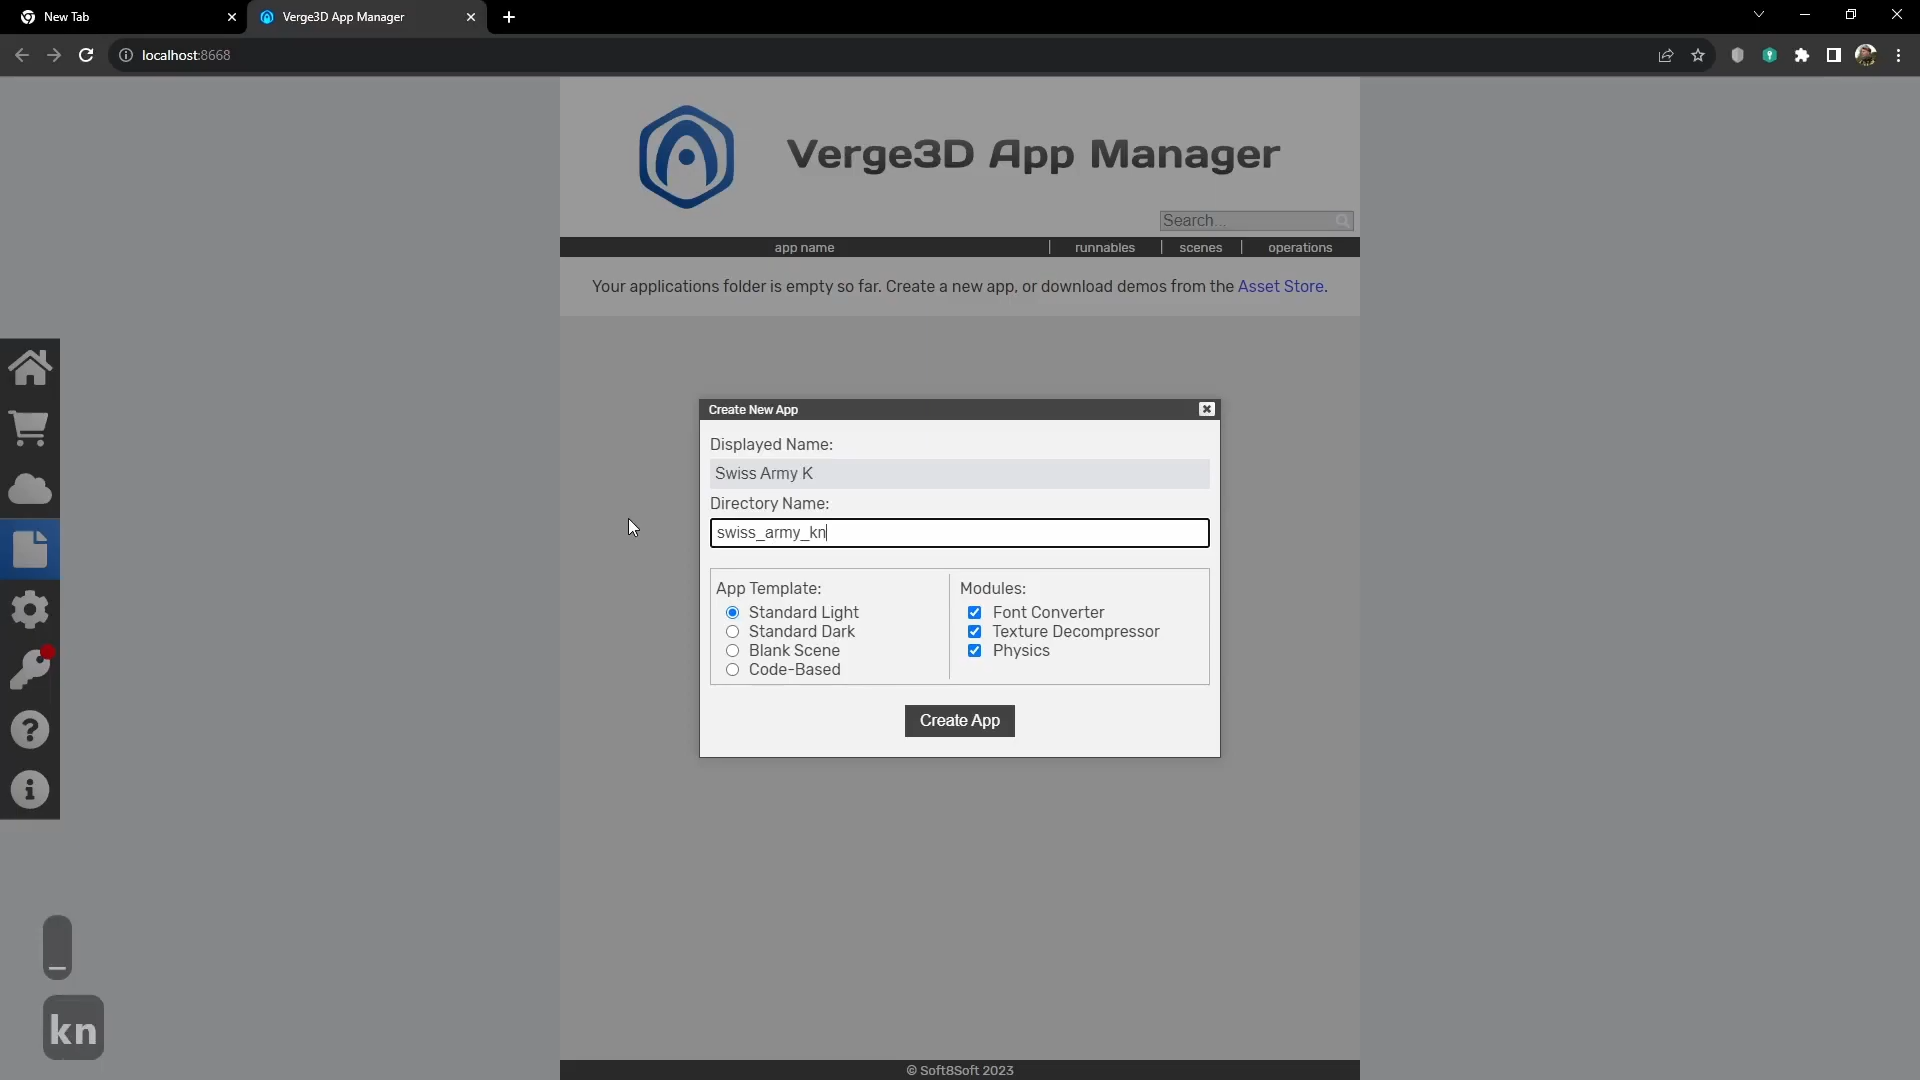 New Tab
Verge3D App Manager
localhost:8668
Verge3D App Manager
Search...
app name | runnables | scenes | operations
Your applications folder is empty so far. Create a new app, or download demos from the Asset Store.
Create New App
Displayed Name:
Swiss Army K
Directory Name:
swiss_army_kn
App Template:
Standard Light
Standard Dark
Blank Scene
Code-Based
Modules:
Font Converter
Texture Decompressor
Physics
Create App
_
kn
© Soft8Soft 2023